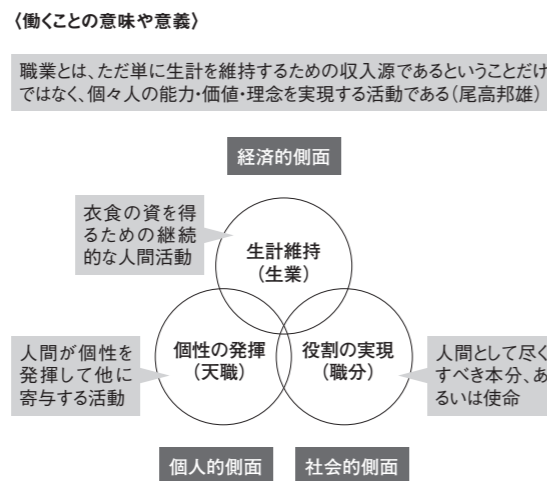 〈働くことの意味や意義〉
職業とは、ただ単に生計を維持するための収入源であるということだけ
ではなく、個々人の能力・価値・理念を実現する活動である(尾高邦雄)
経済的側面
衣食の資を得
るための継続
的な人間活動
生計維持
(生業)
個性の発揮
(天職)
役割の実現
(職分)
人間が個性を
発揮して他に
寄与する活動
人間として尽く
すべき本分、あ
るいは使命
個人的側面
社会的側面